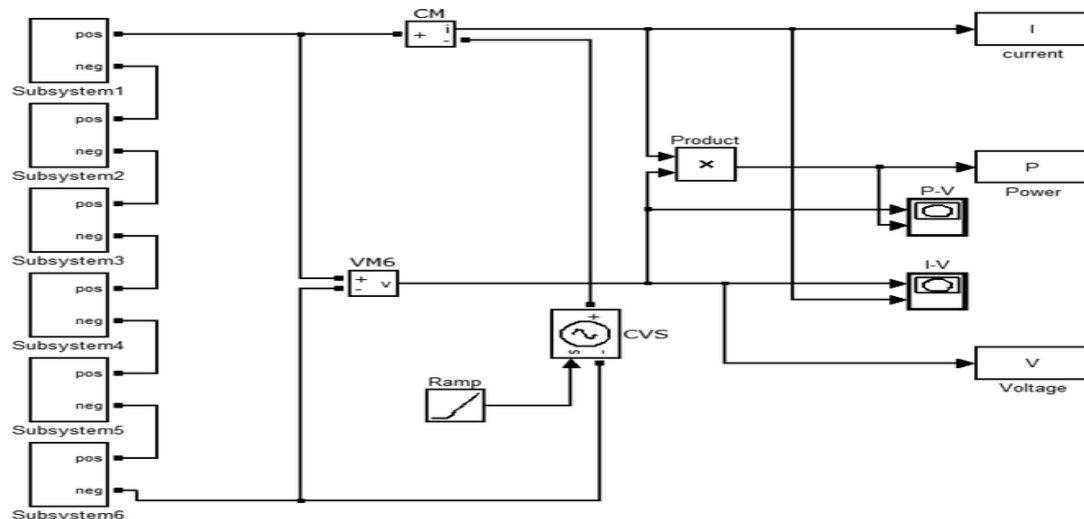 pos
neg
Subsystem1
pos
neg
Subsystem2
pos
neg
Subsystem3
pos
neg
Subsystem4
pos
neg
Subsystem5
pos
neg
Subsystem6
CM
+
i
-
VM6
+
-
v
Product
×
Ramp
+
s
-
CVS
I
current
P
Power
P-V
I-V
V
Voltage